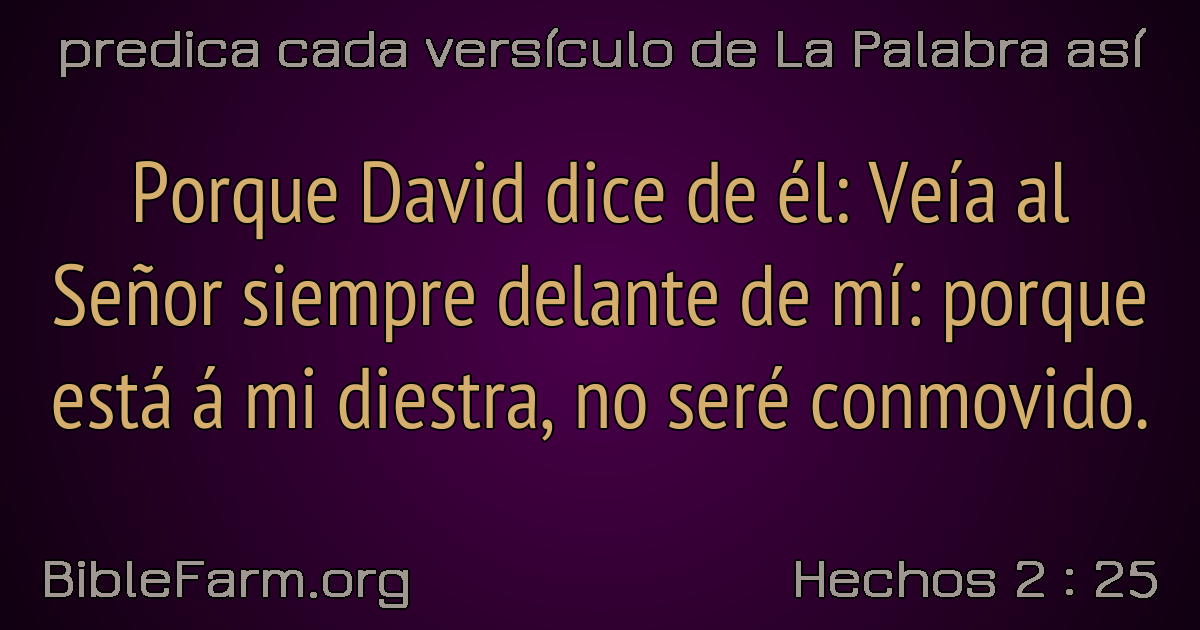 predica cada versículo de La Palabra así
Porque David dice de él: Veía al
Señor siempre delante de mí: porque
está á mi diestra, no seré conmovido.
BibleFarm.org
Hechos 2 : 25